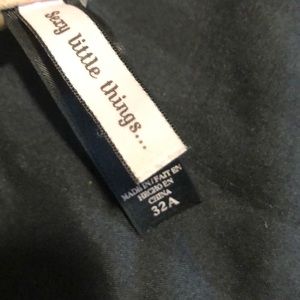 Sexy little things...
MADE IN/FAIT EN
HECHO EN
CHINA
32A